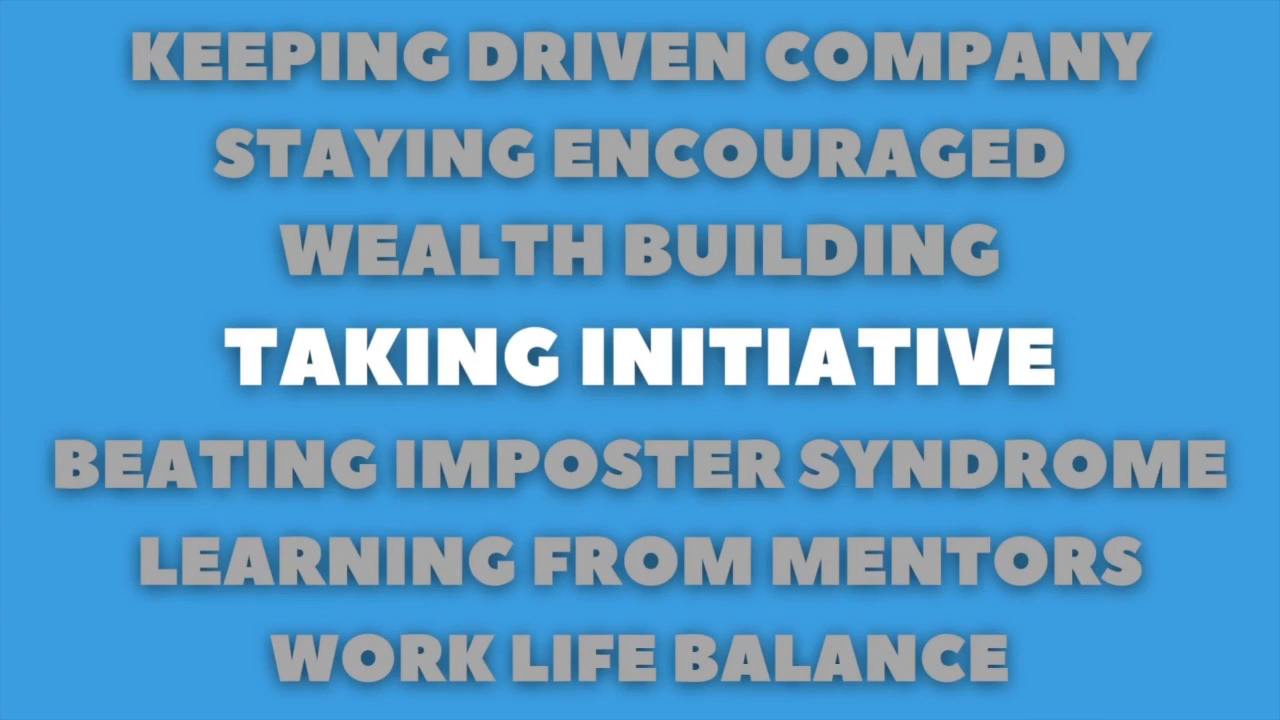 KEEPING DRIVEN COMPANY
STAYING ENCOURAGED
WEALTH BUILDING
TAKING INITIATIVE
BEATING IMPOSTER SYNDROME
LEARNING FROM MENTORS
WORK LIFE BALANCE